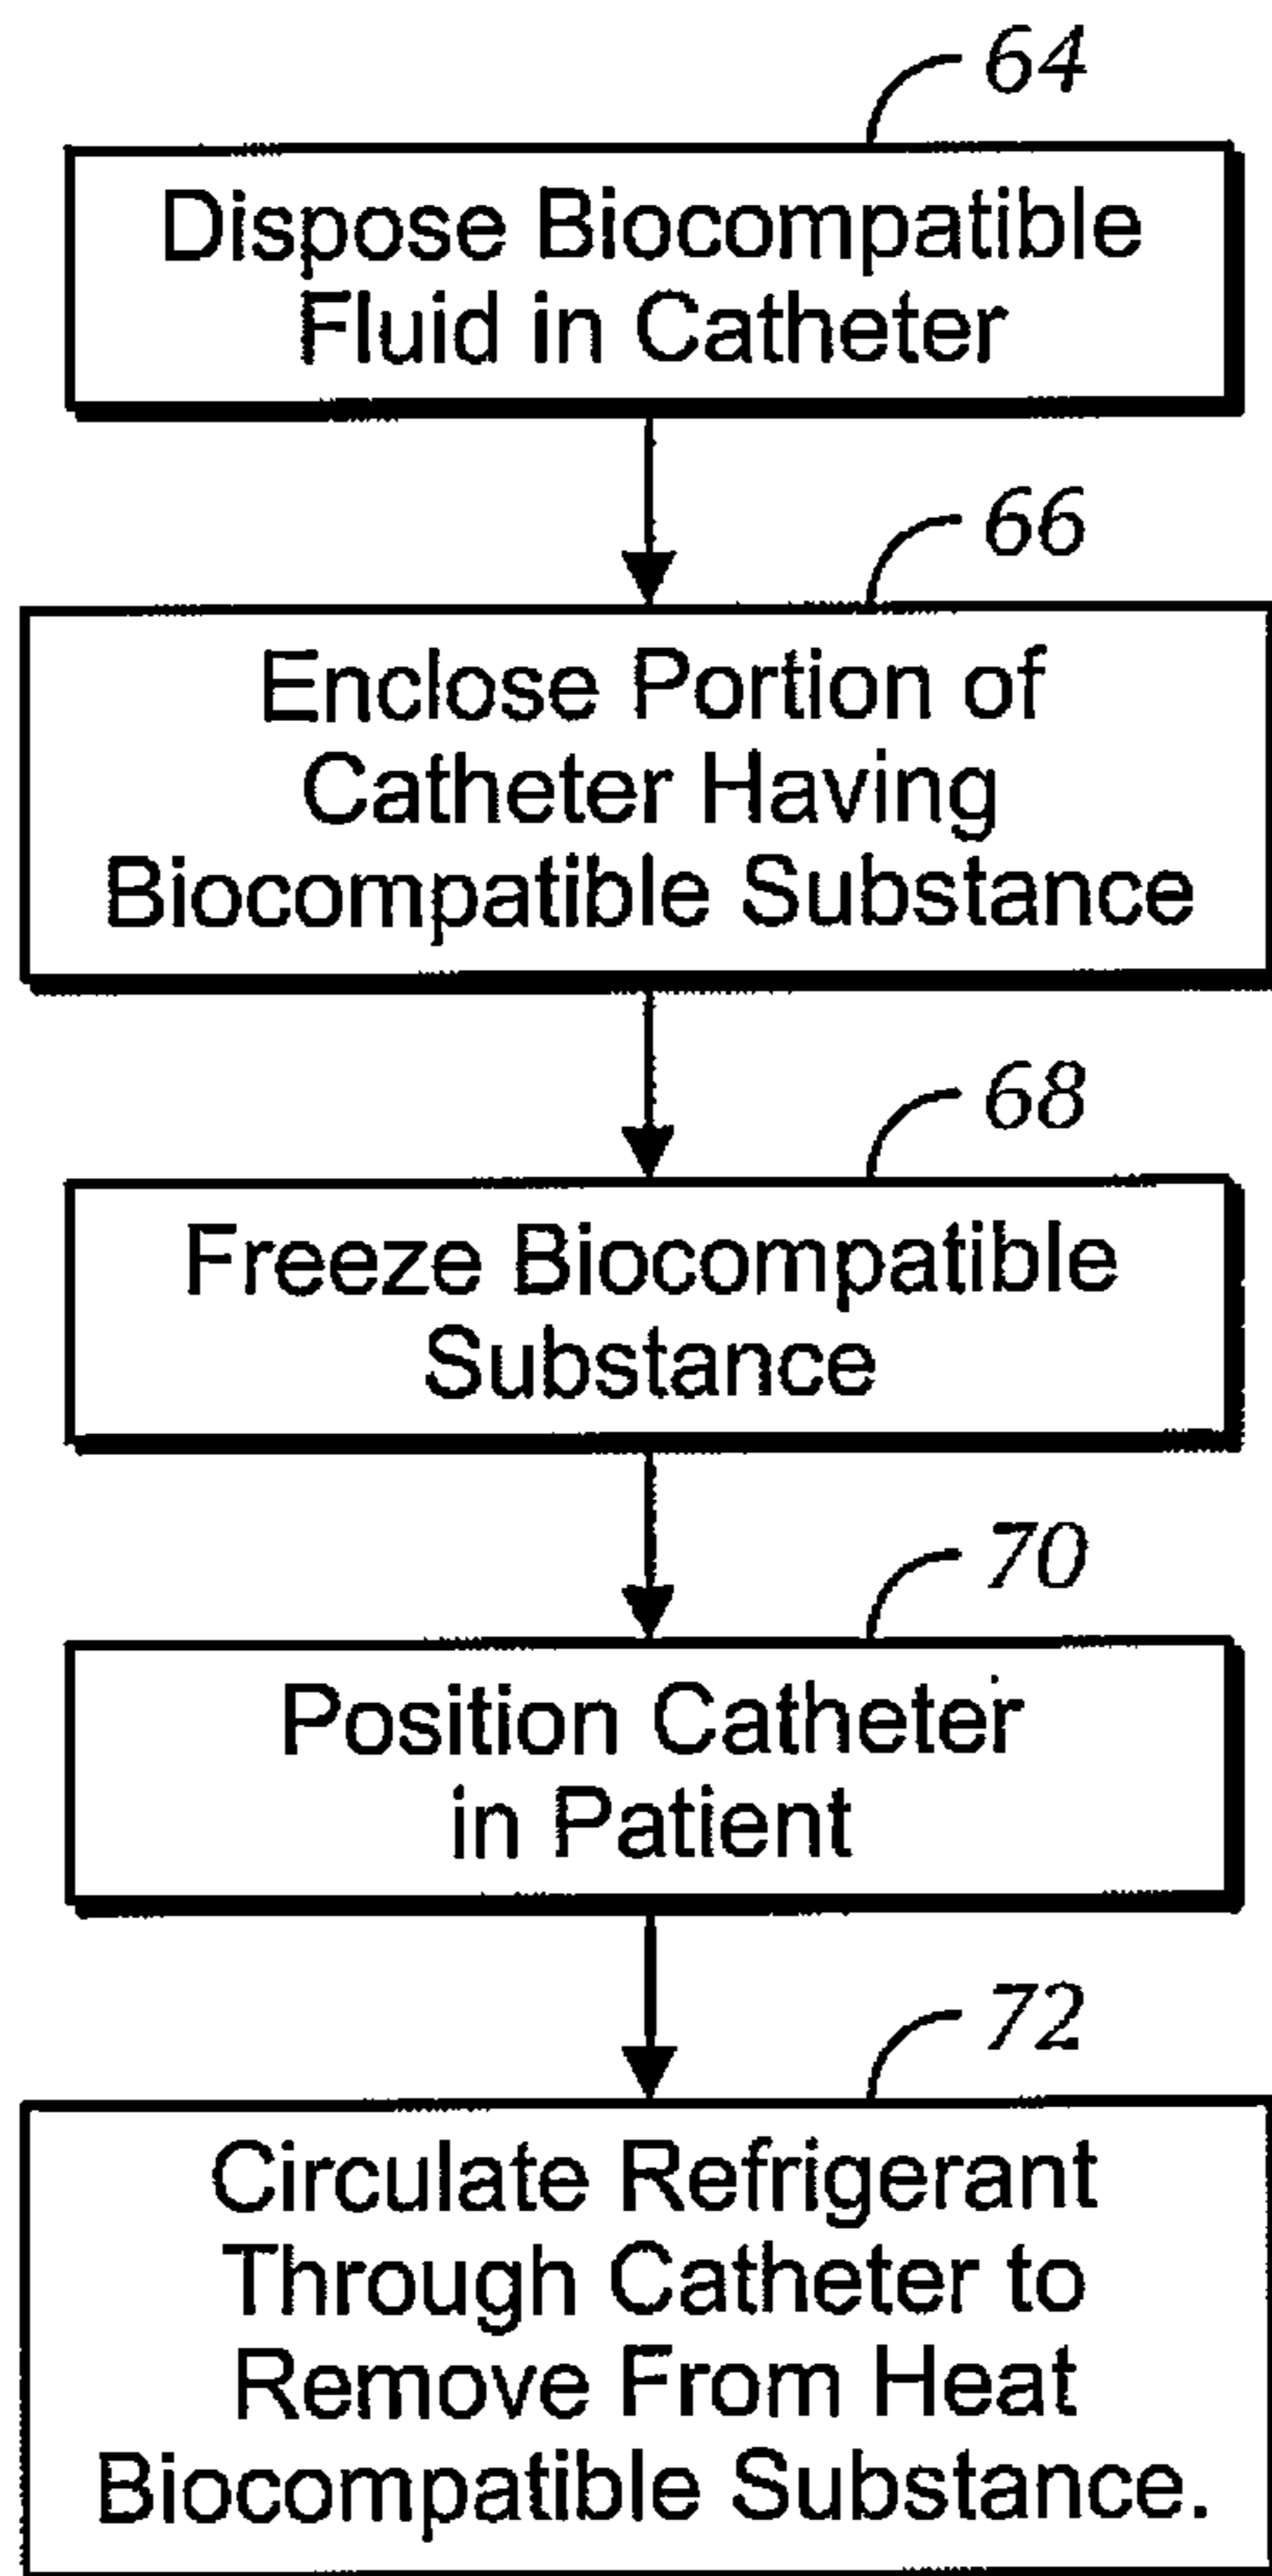 64
Dispose Biocompatible
Fluid in Catheter
66
Enclose Portion of
Catheter Having
Biocompatible Substance
68
Freeze Biocompatible
Substance
70
Position Catheter
in Patient
72
Circulate Refrigerant
Through Catheter to
Remove From Heat
Biocompatible Substance.